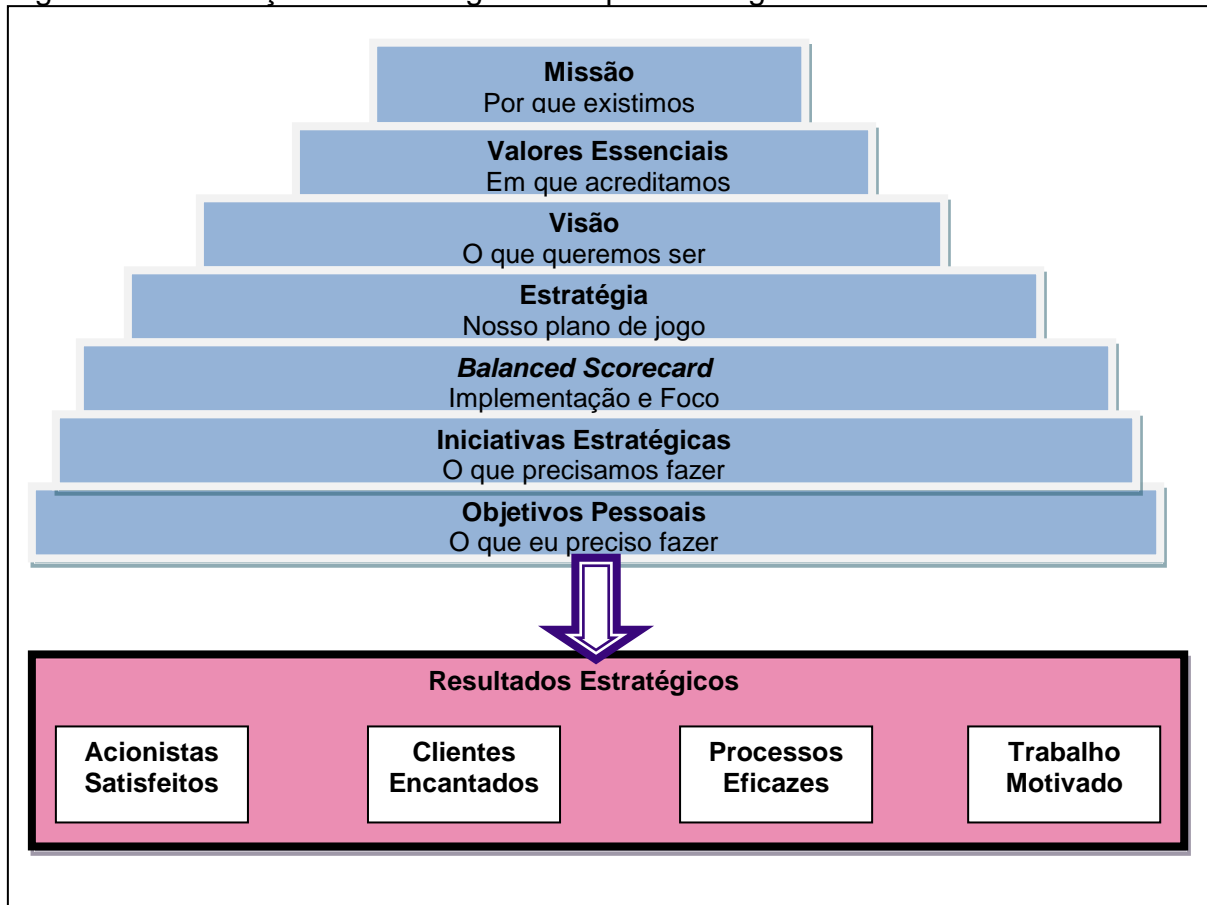 Missão
Por que existimos
Valores Essenciais
Em que acreditamos
Visão
O que queremos ser
Estratégia
Nosso plano de jogo
Balanced Scorecard
Implementação e Foco
Iniciativas Estratégicas
O que precisamos fazer
Objetivos Pessoais
O que eu preciso fazer
Resultados Estratégicos
Acionistas
Satisfeitos
Clientes
Encantados
Processos
Eficazes
Trabalho
Motivado